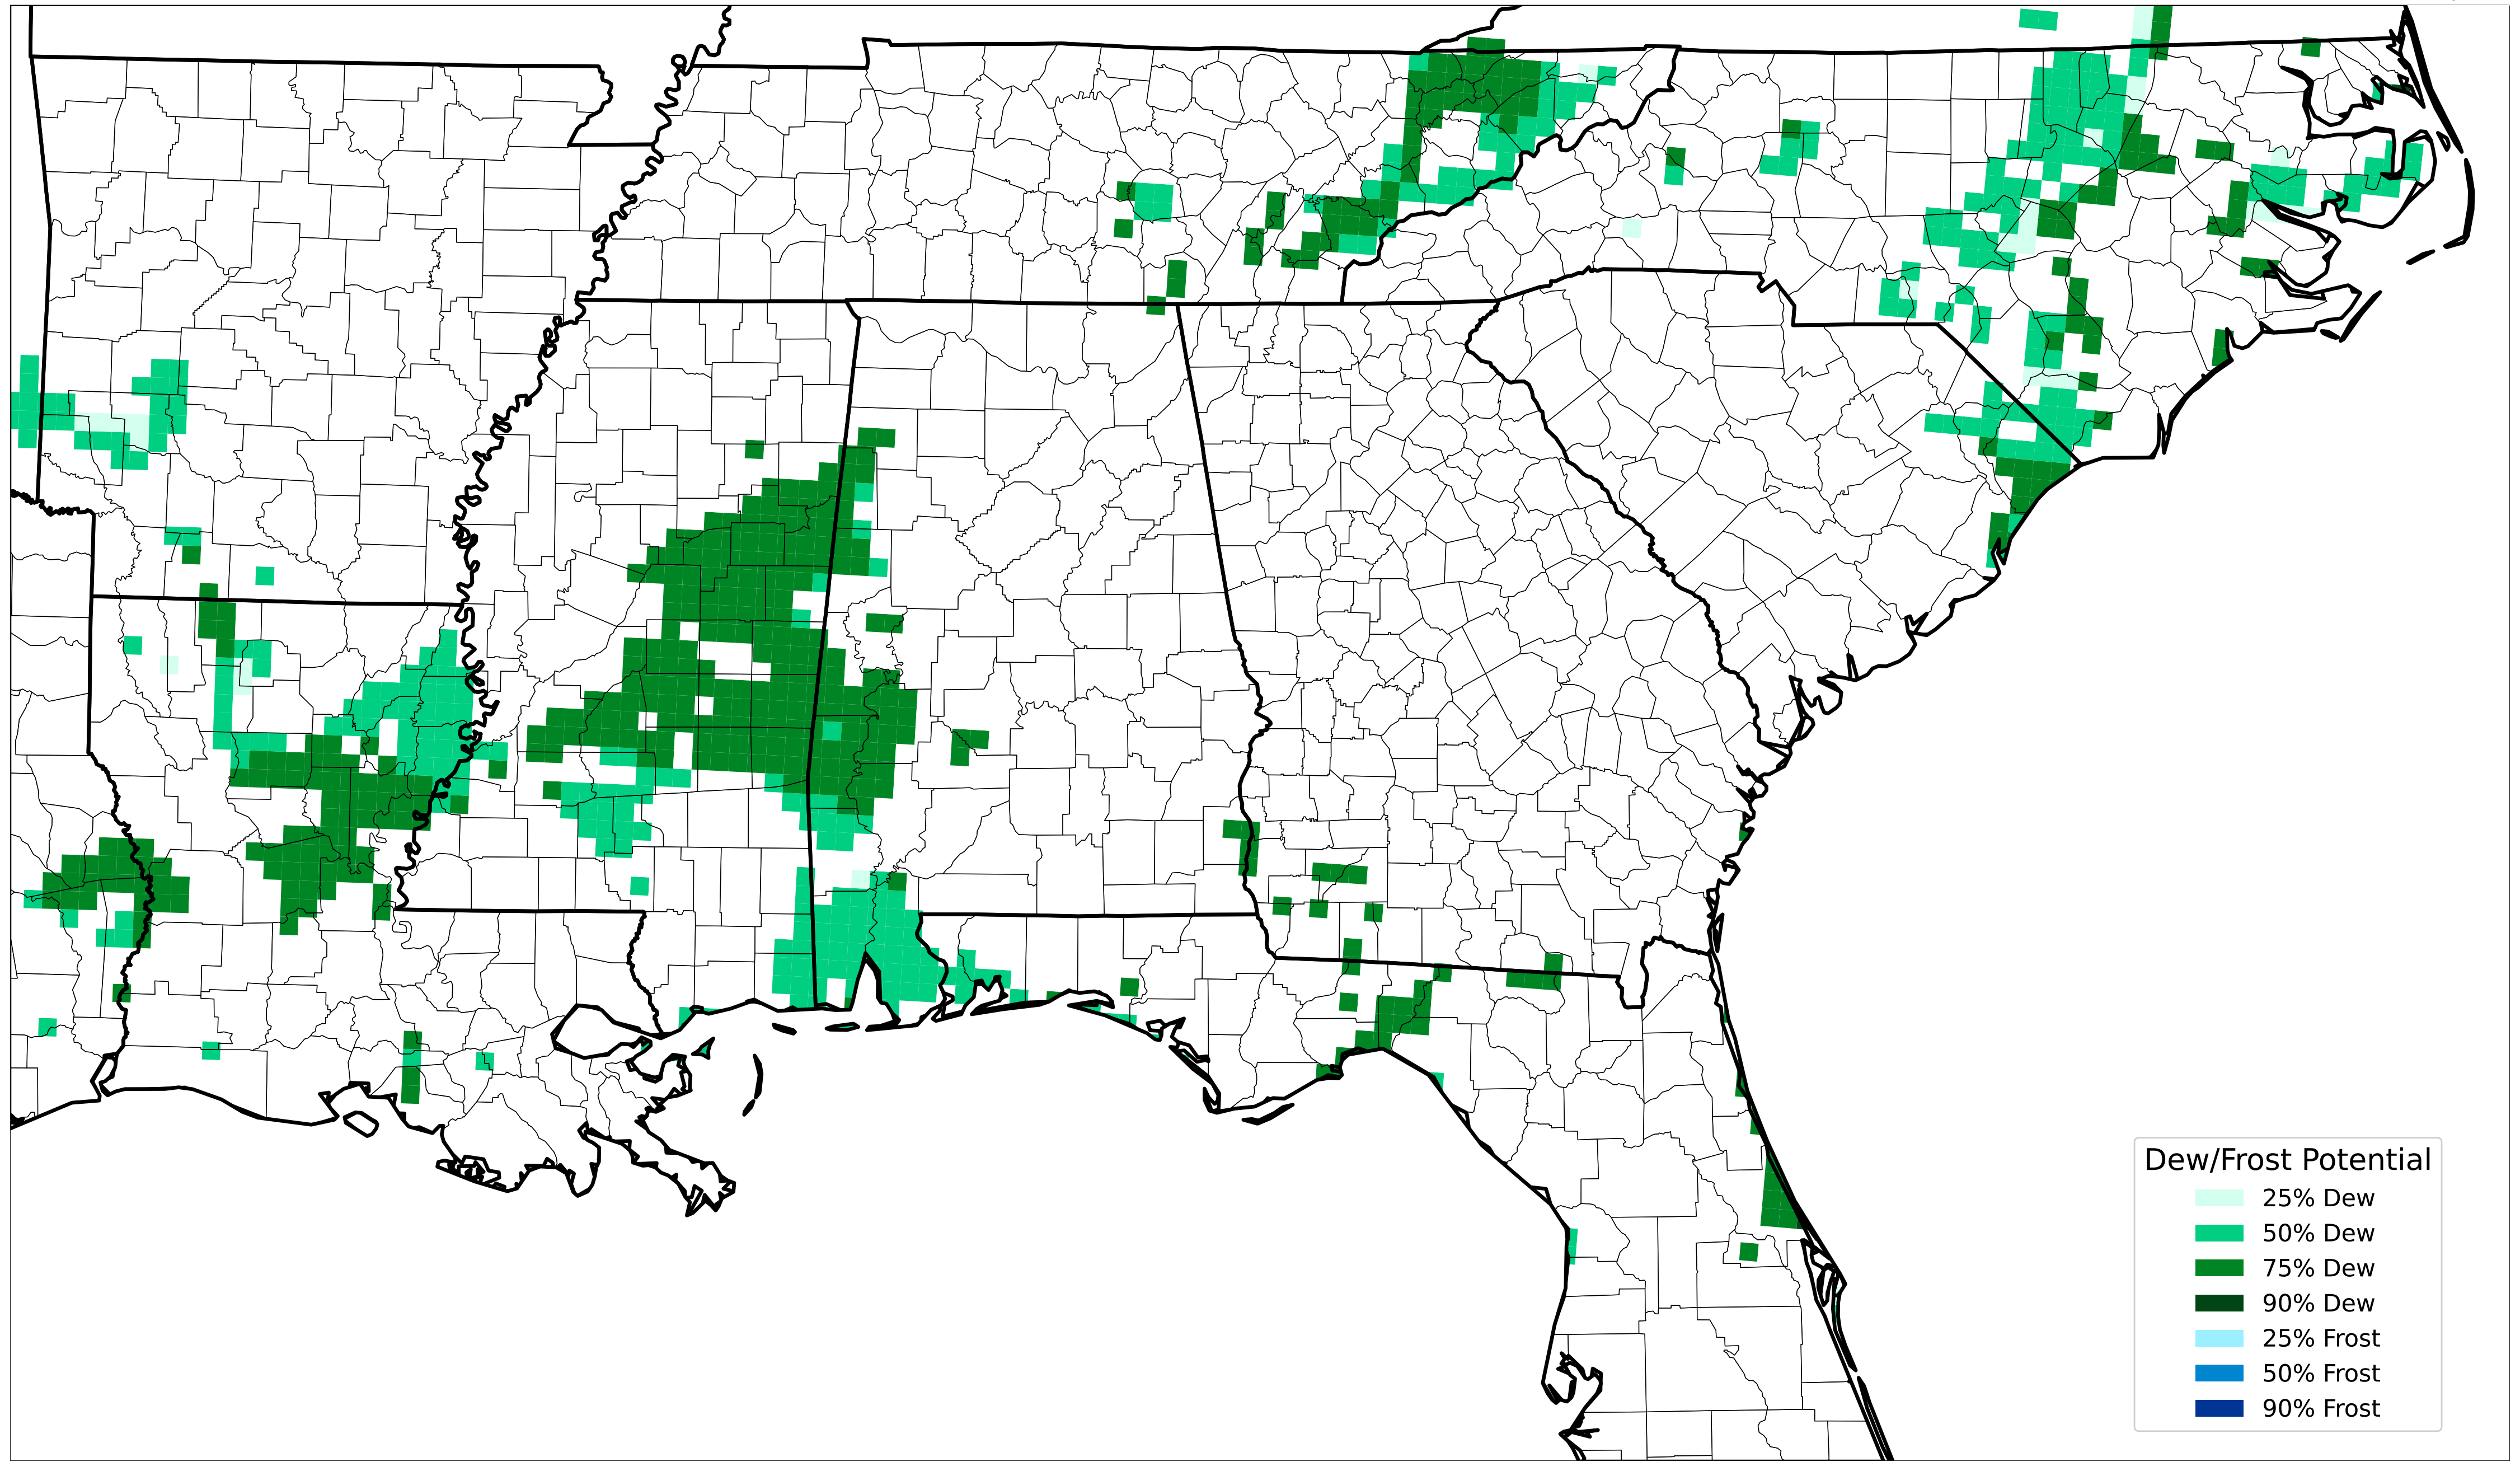 Dew/Frost Potential
25% Dew
50% Dew
75% Dew
90% Dew
25% Frost
50% Frost
90% Frost